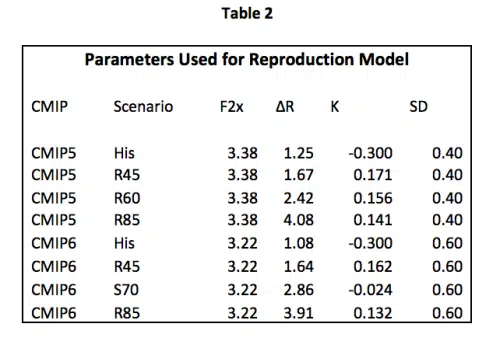 Table 2
Parameters Used for Reproduction Model
CMIP Scenario F2x ΔR K SD
CMIP5 His 3.38 1.25 -0.300 0.40
CMIP5 R45 3.38 1.67 0.171 0.40
CMIP5 R60 3.38 2.42 0.156 0.40
CMIP5 R85 3.38 4.08 0.141 0.40
CMIP6 His 3.22 1.08 -0.300 0.60
CMIP6 R45 3.22 1.64 0.162 0.60
CMIP6 S70 3.22 2.86 -0.024 0.60
CMIP6 R85 3.22 3.91 0.132 0.60